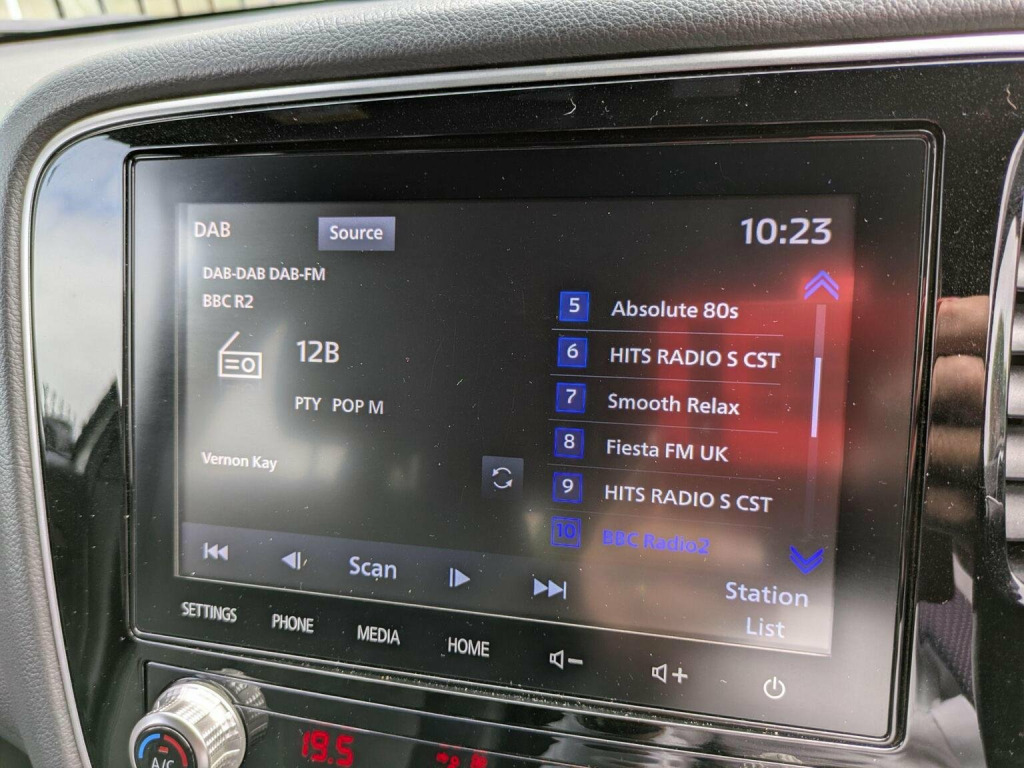 DAB Source 10:23
DAB-DAB DAB-FM
BBC R2
12B
PTY POP M
Vernon Kay
5 Absolute 80s
6 HITS RADIO S CST
7 Smooth Relax
8 Fiesta FM UK
9 HITS RADIO S CST
10 BBC Radio2
Scan
Station
List
SETTINGS PHONE MEDIA HOME
A/C 19.5